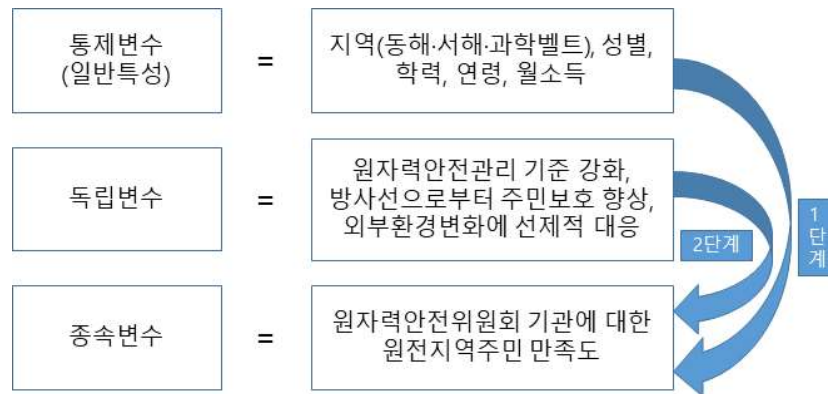 통제변수
(일반특성)
=
지역(동해·서해·과학벨트), 성별,
학력, 연령, 월소득
독립변수
=
원자력안전관리 기준 강화,
방사선으로부터 주민보호 향상,
외부환경변화에 선제적 대응
2단계
1
단
계
종속변수
=
원자력안전위원회 기관에 대한
원전지역주민 만족도